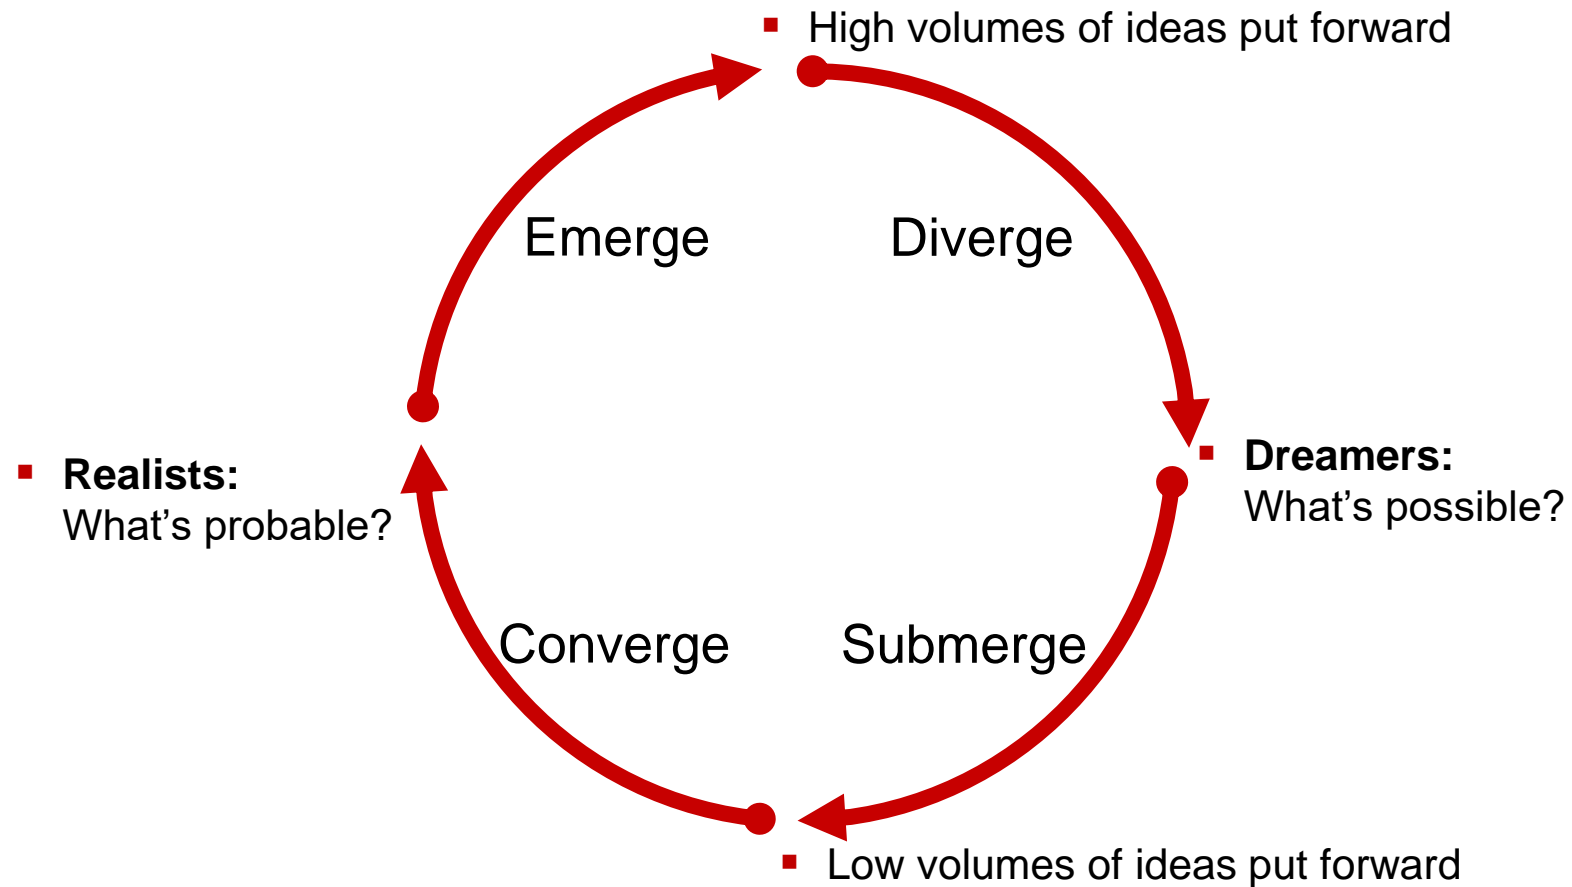 ▪ High volumes of ideas put forward
Emerge
Diverge
▪ Realists:
What’s probable?
▪ Dreamers:
What’s possible?
Converge
Submerge
▪ Low volumes of ideas put forward